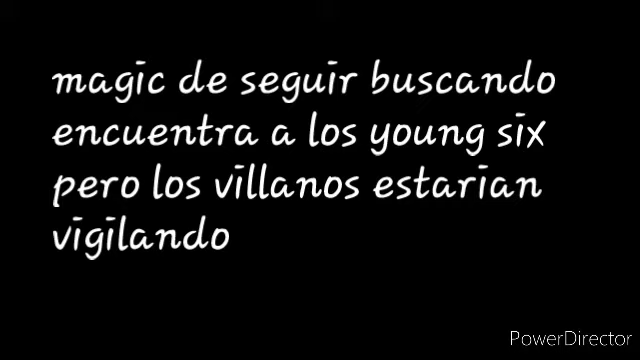 magic de seguir buscando
encuentra a los young six
pero los villanos estarian
vigilando
PowerDirector